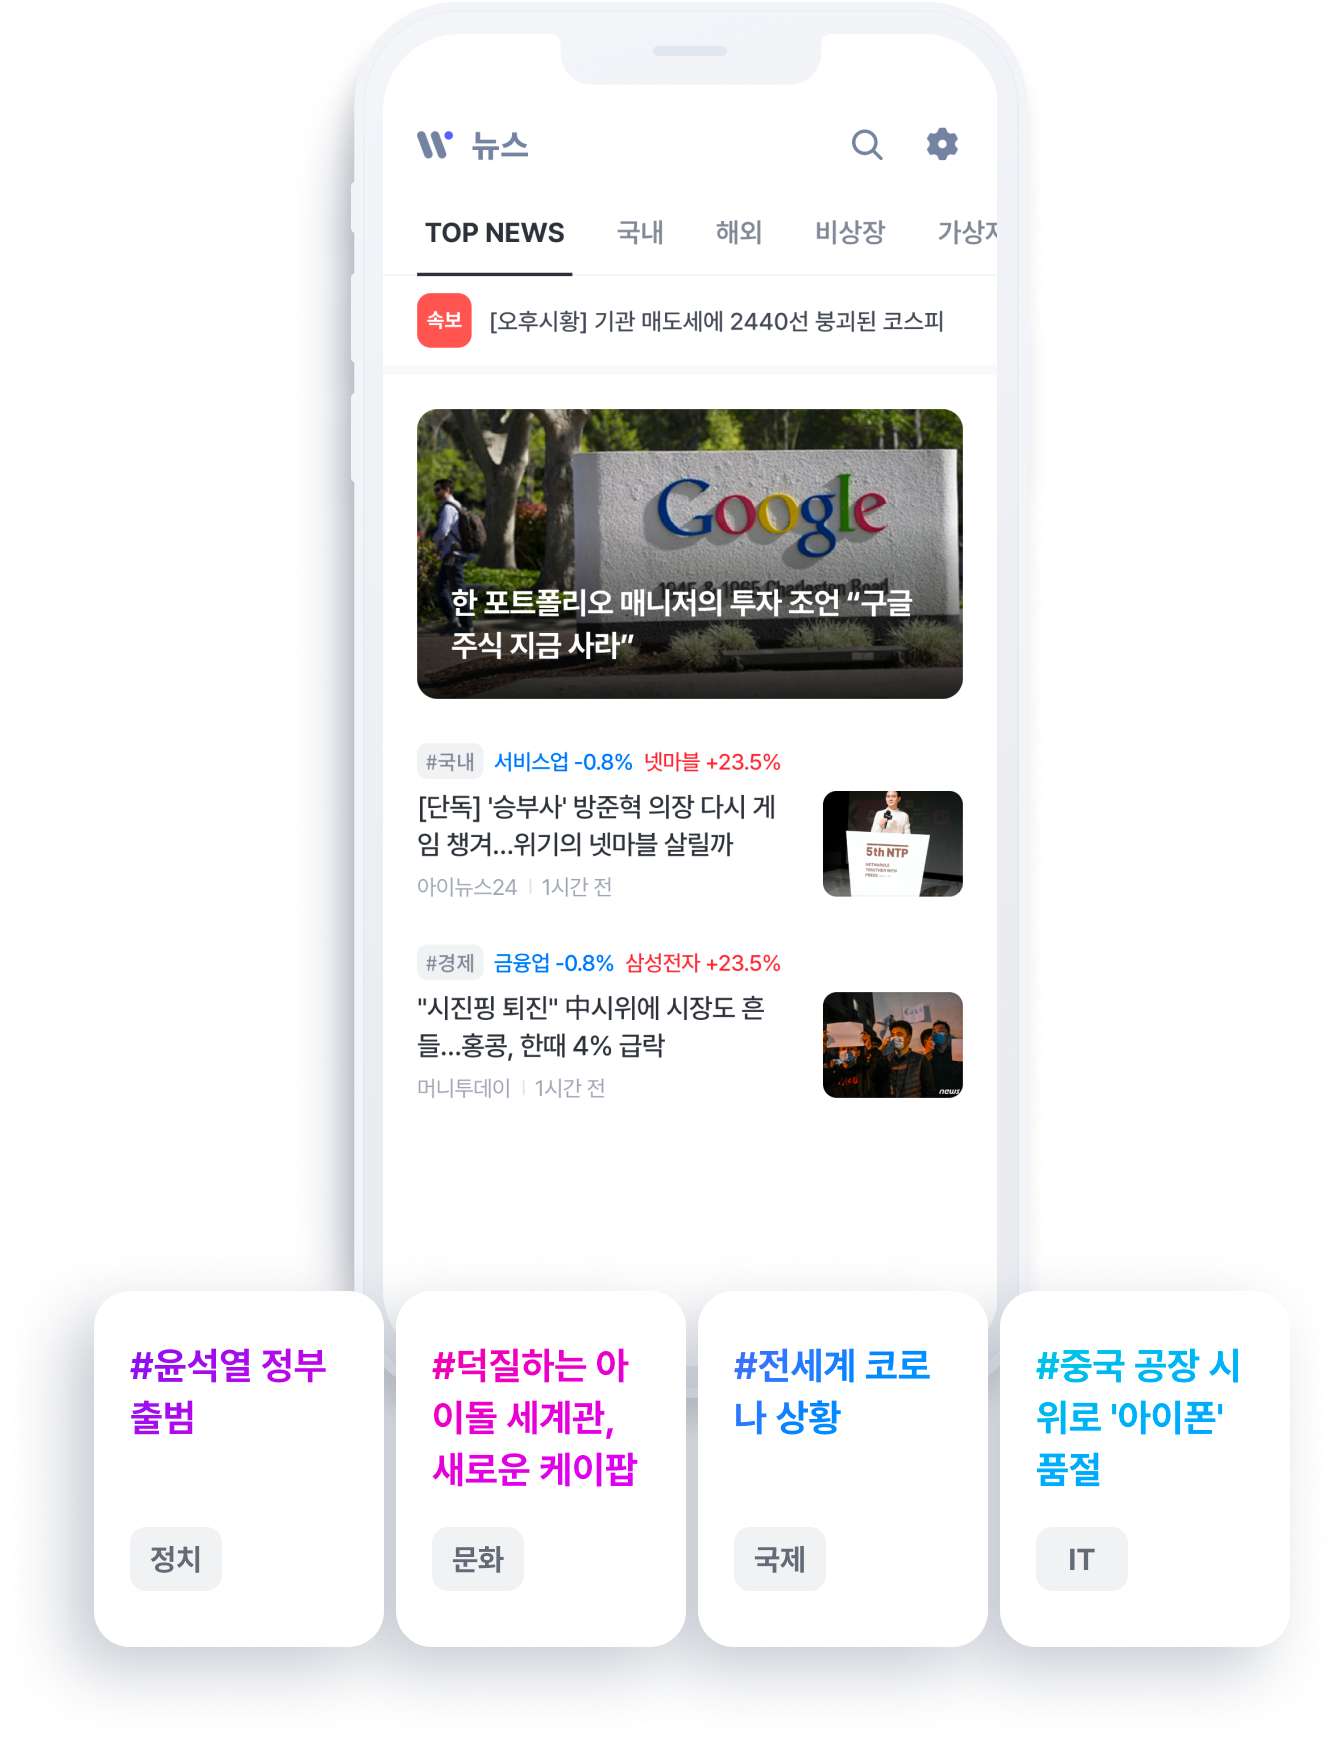 뉴스
TOP NEWS 국내 해외 비상장 가상자
속보 [오후시황] 기관 매도세에 2440선 붕괴된 코스피
Google
1945 & 1965 Charleston Road
한 포트폴리오 매니저의 투자 조언 “구글
주식 지금 사라”
#국내 서비스업 -0.8% 넷마블 +23.5%
[단독] '승부사' 방준혁 의장 다시 게
임 챙겨...위기의 넷마블 살릴까
아이뉴스24 | 1시간 전
5th NTP
NETMARBLE
TOGETHER WITH
PRESS
#경제 금융업 -0.8% 삼성전자 +23.5%
"시진핑 퇴진" 中시위에 시장도 흔
들...홍콩, 한때 4% 급락
머니투데이 | 1시간 전
news
#윤석열 정부
출범
정치
#덕질하는 아
이돌 세계관,
새로운 케이팝
문화
#전세계 코로
나 상황
국제
#중국 공장 시
위로 '아이폰'
품절
IT